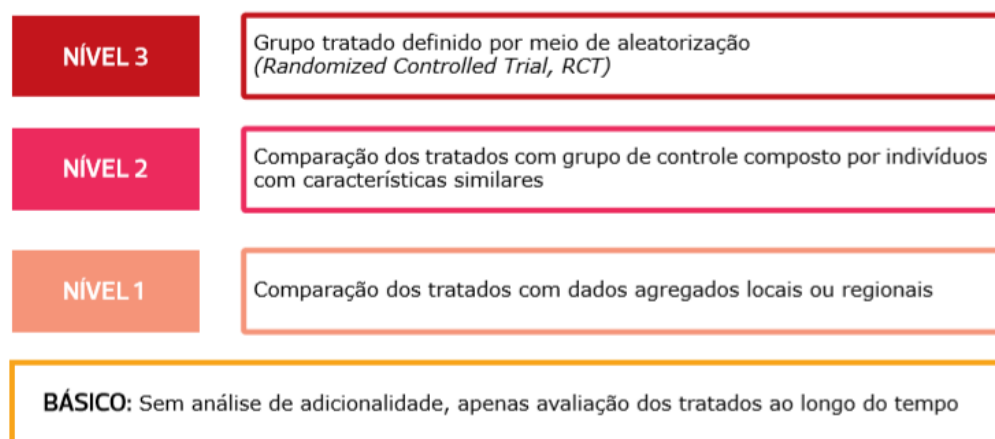 NÍVEL 3
Grupo tratado definido por meio de aleatorização
(Randomized Controlled Trial, RCT)
NÍVEL 2
Comparação dos tratados com grupo de controle composto por indivíduos
com características similares
NÍVEL 1
Comparação dos tratados com dados agregados locais ou regionais
BÁSICO: Sem análise de adicionalidade, apenas avaliação dos tratados ao longo do tempo